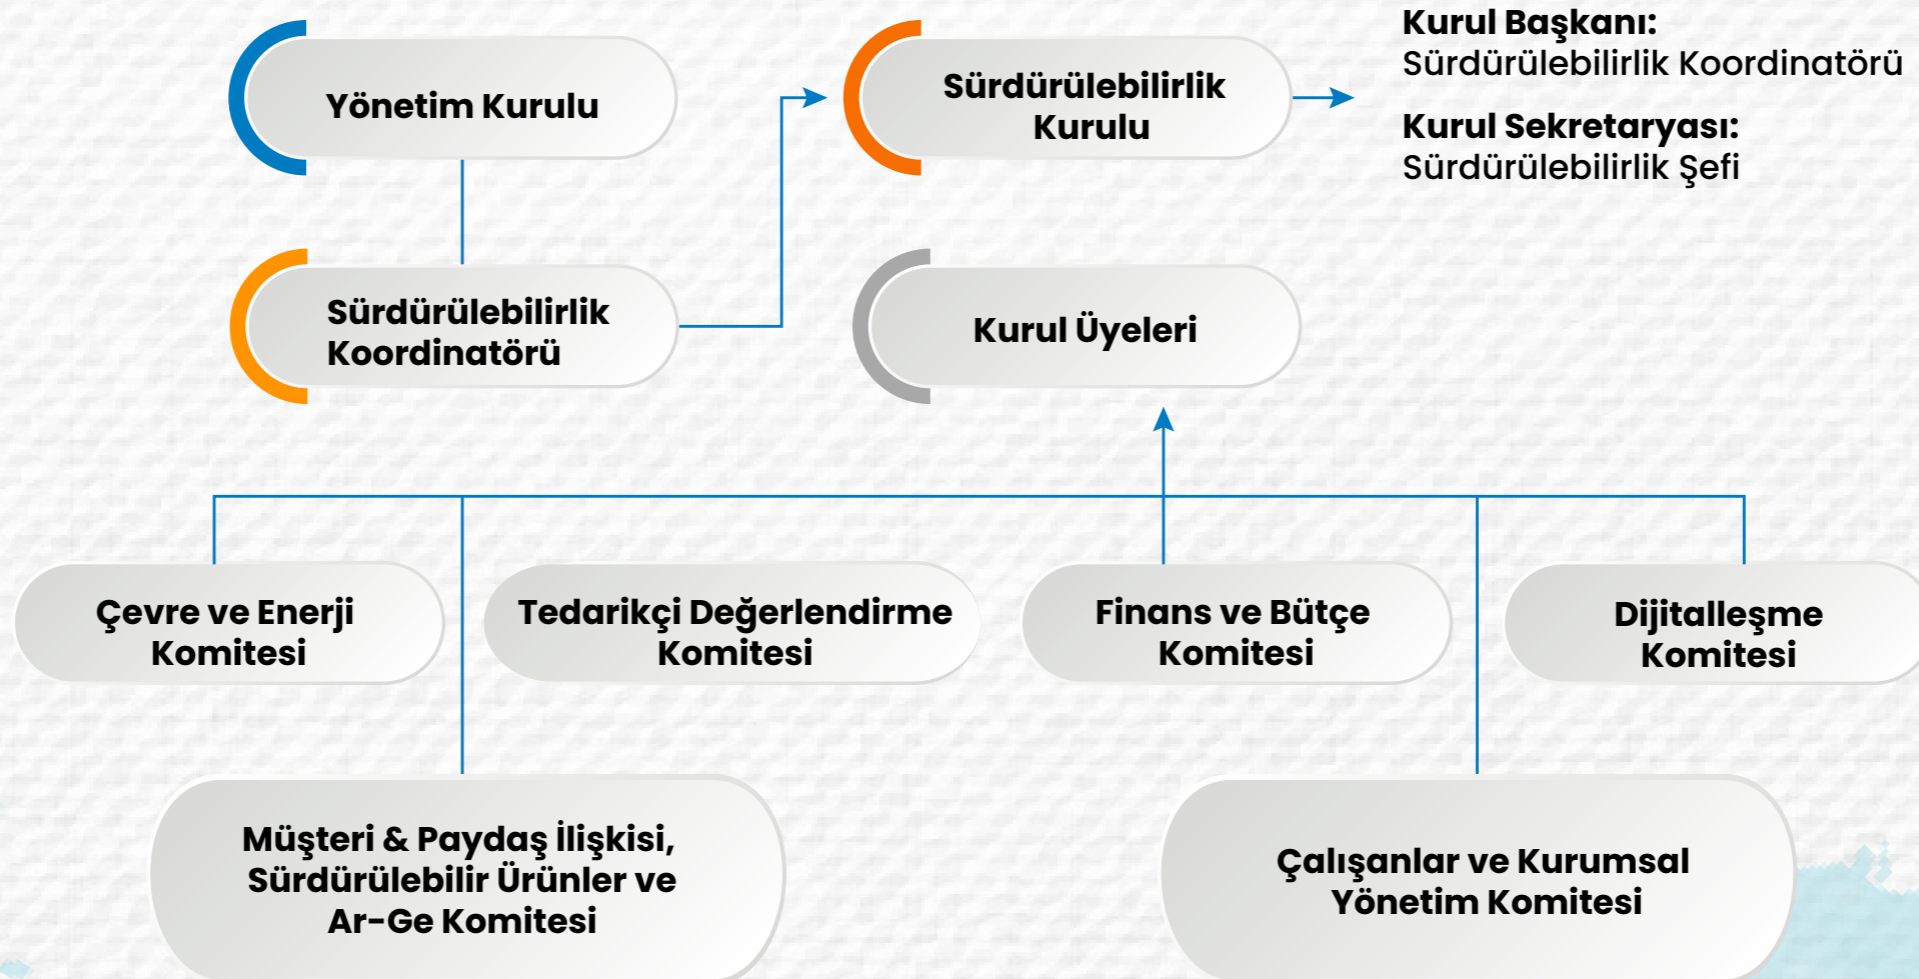 Yönetim Kurulu
Sürdürülebilirlik
Kurulu
Kurul Başkanı:
Sürdürülebilirlik Koordinatörü
Kurul Sekretaryası:
Sürdürülebilirlik Şefi
Sürdürülebilirlik
Koordinatörü
Kurul Üyeleri
Çevre ve Enerji
Komitesi
Tedarikçi Değerlendirme
Komitesi
Finans ve Bütçe
Komitesi
Dijitalleşme
Komitesi
Müşteri & Paydaş İlişkisi,
Sürdürülebilir Ürünler ve
Ar-Ge Komitesi
Çalışanlar ve Kurumsal
Yönetim Komitesi